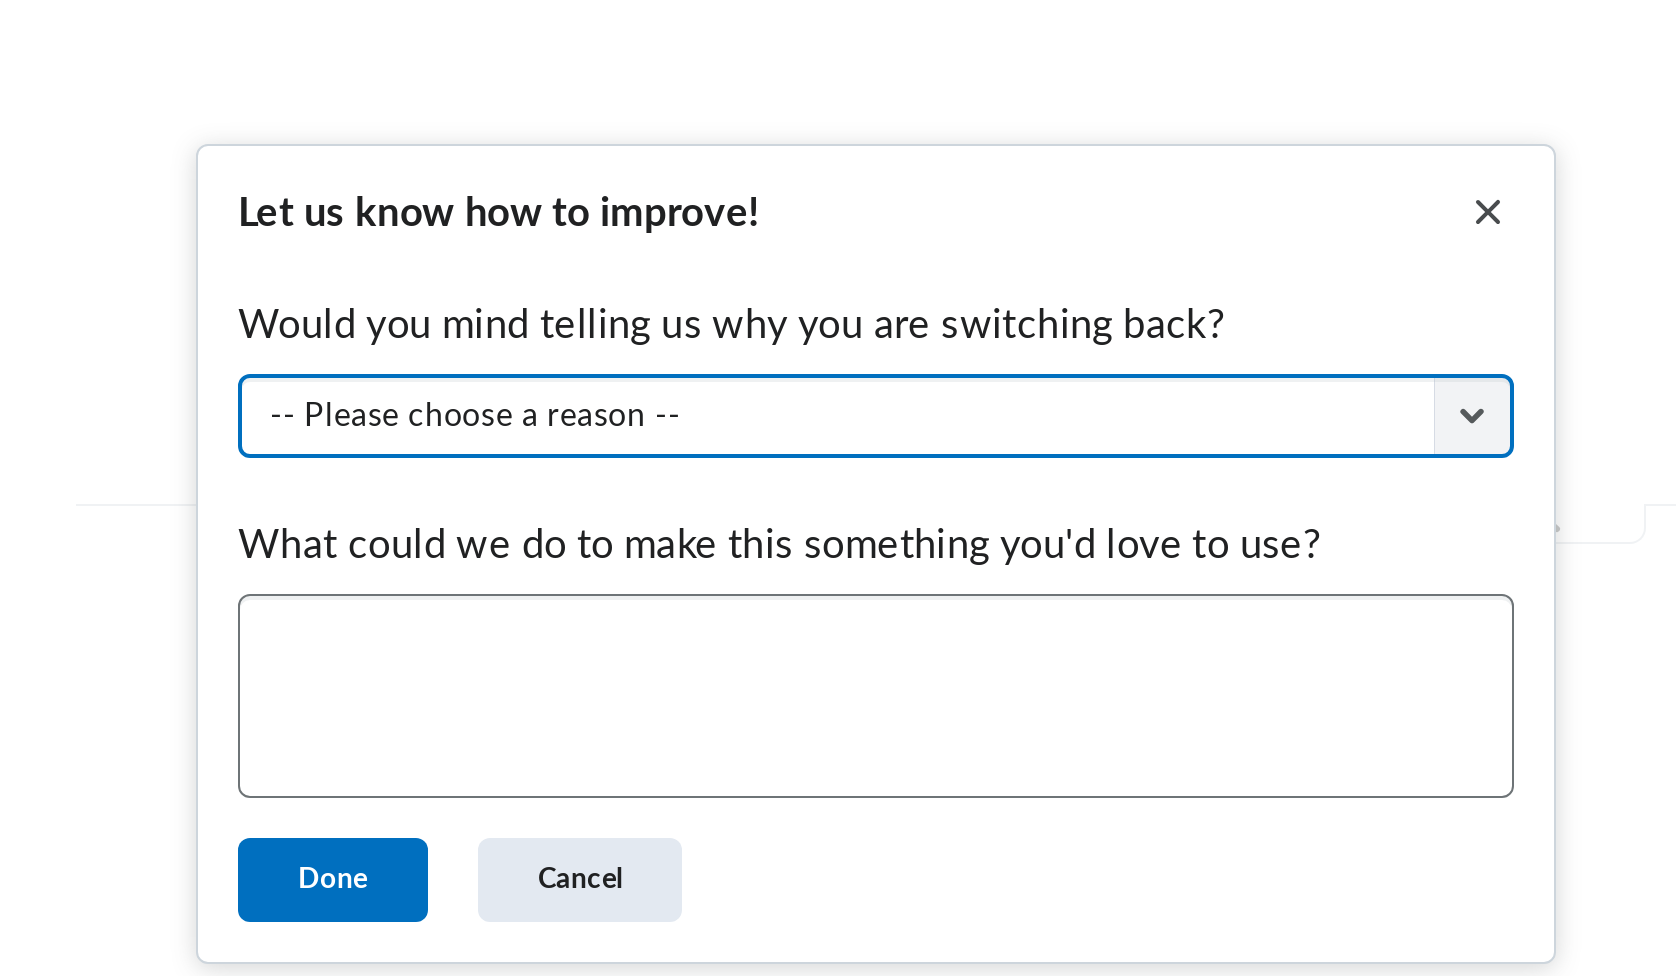 Let us know how to improve!
Would you mind telling us why you are switching back?
-- Please choose a reason --
What could we do to make this something you'd love to use?
Done
Cancel